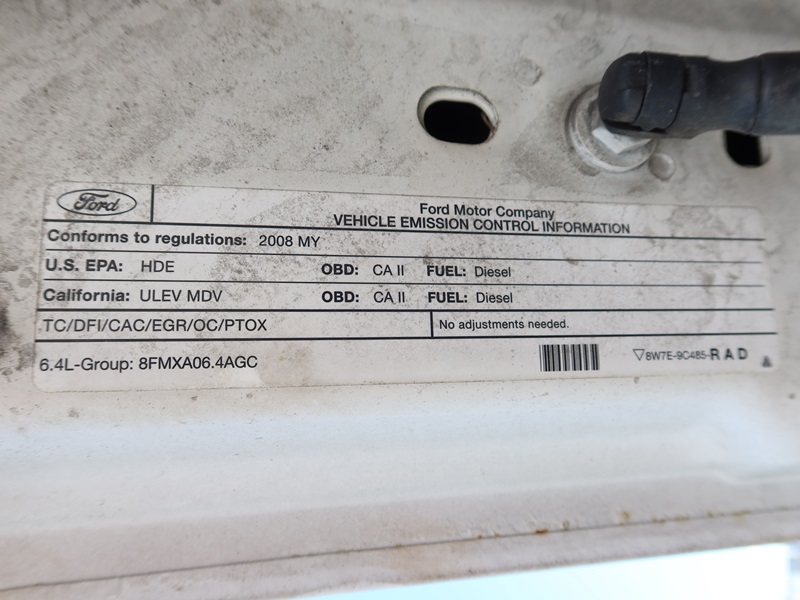 Ford
Ford Motor Company
VEHICLE EMISSION CONTROL INFORMATION
Conforms to regulations: 2008 MY
U.S. EPA: HDE OBD: CA II FUEL: Diesel
California: ULEV MDV OBD: CA II FUEL: Diesel
TC/DFI/CAC/EGR/OC/PTOX No adjustments needed.
6.4L-Group: 8FMXA06.4AGC 8W7E-9C485-RAD